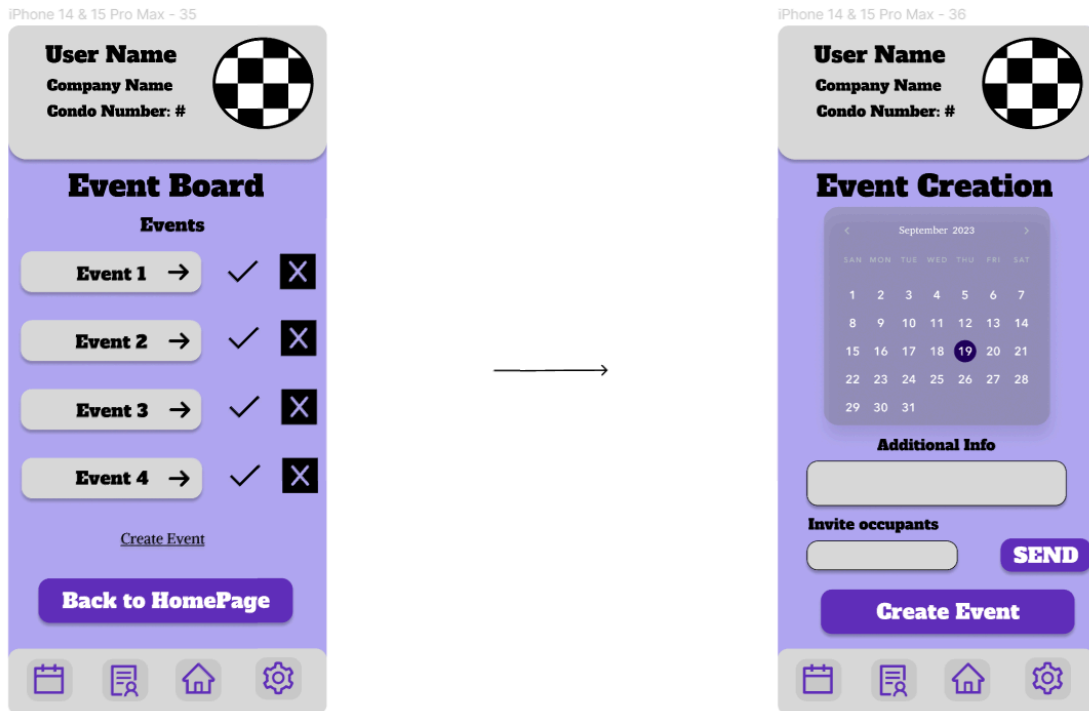 iPhone 14 & 15 Pro Max - 35
User Name
Company Name
Condo Number: #
Event Board
Events
Event 1
Event 2
Event 3
Event 4
Create Event
Back to HomePage
iPhone 14 & 15 Pro Max - 36
User Name
Company Name
Condo Number: #
Event Creation
September 2023
SAN MON TUE WED THU FRI SAT
1 2 3 4 5 6 7
8 9 10 11 12 13 14
15 16 17 18 19 20 21
22 23 24 25 26 27 28
29 30 31
Additional Info
Invite occupants
SEND
Create Event